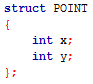 struct POINT
{
    int x;
    int y;
};